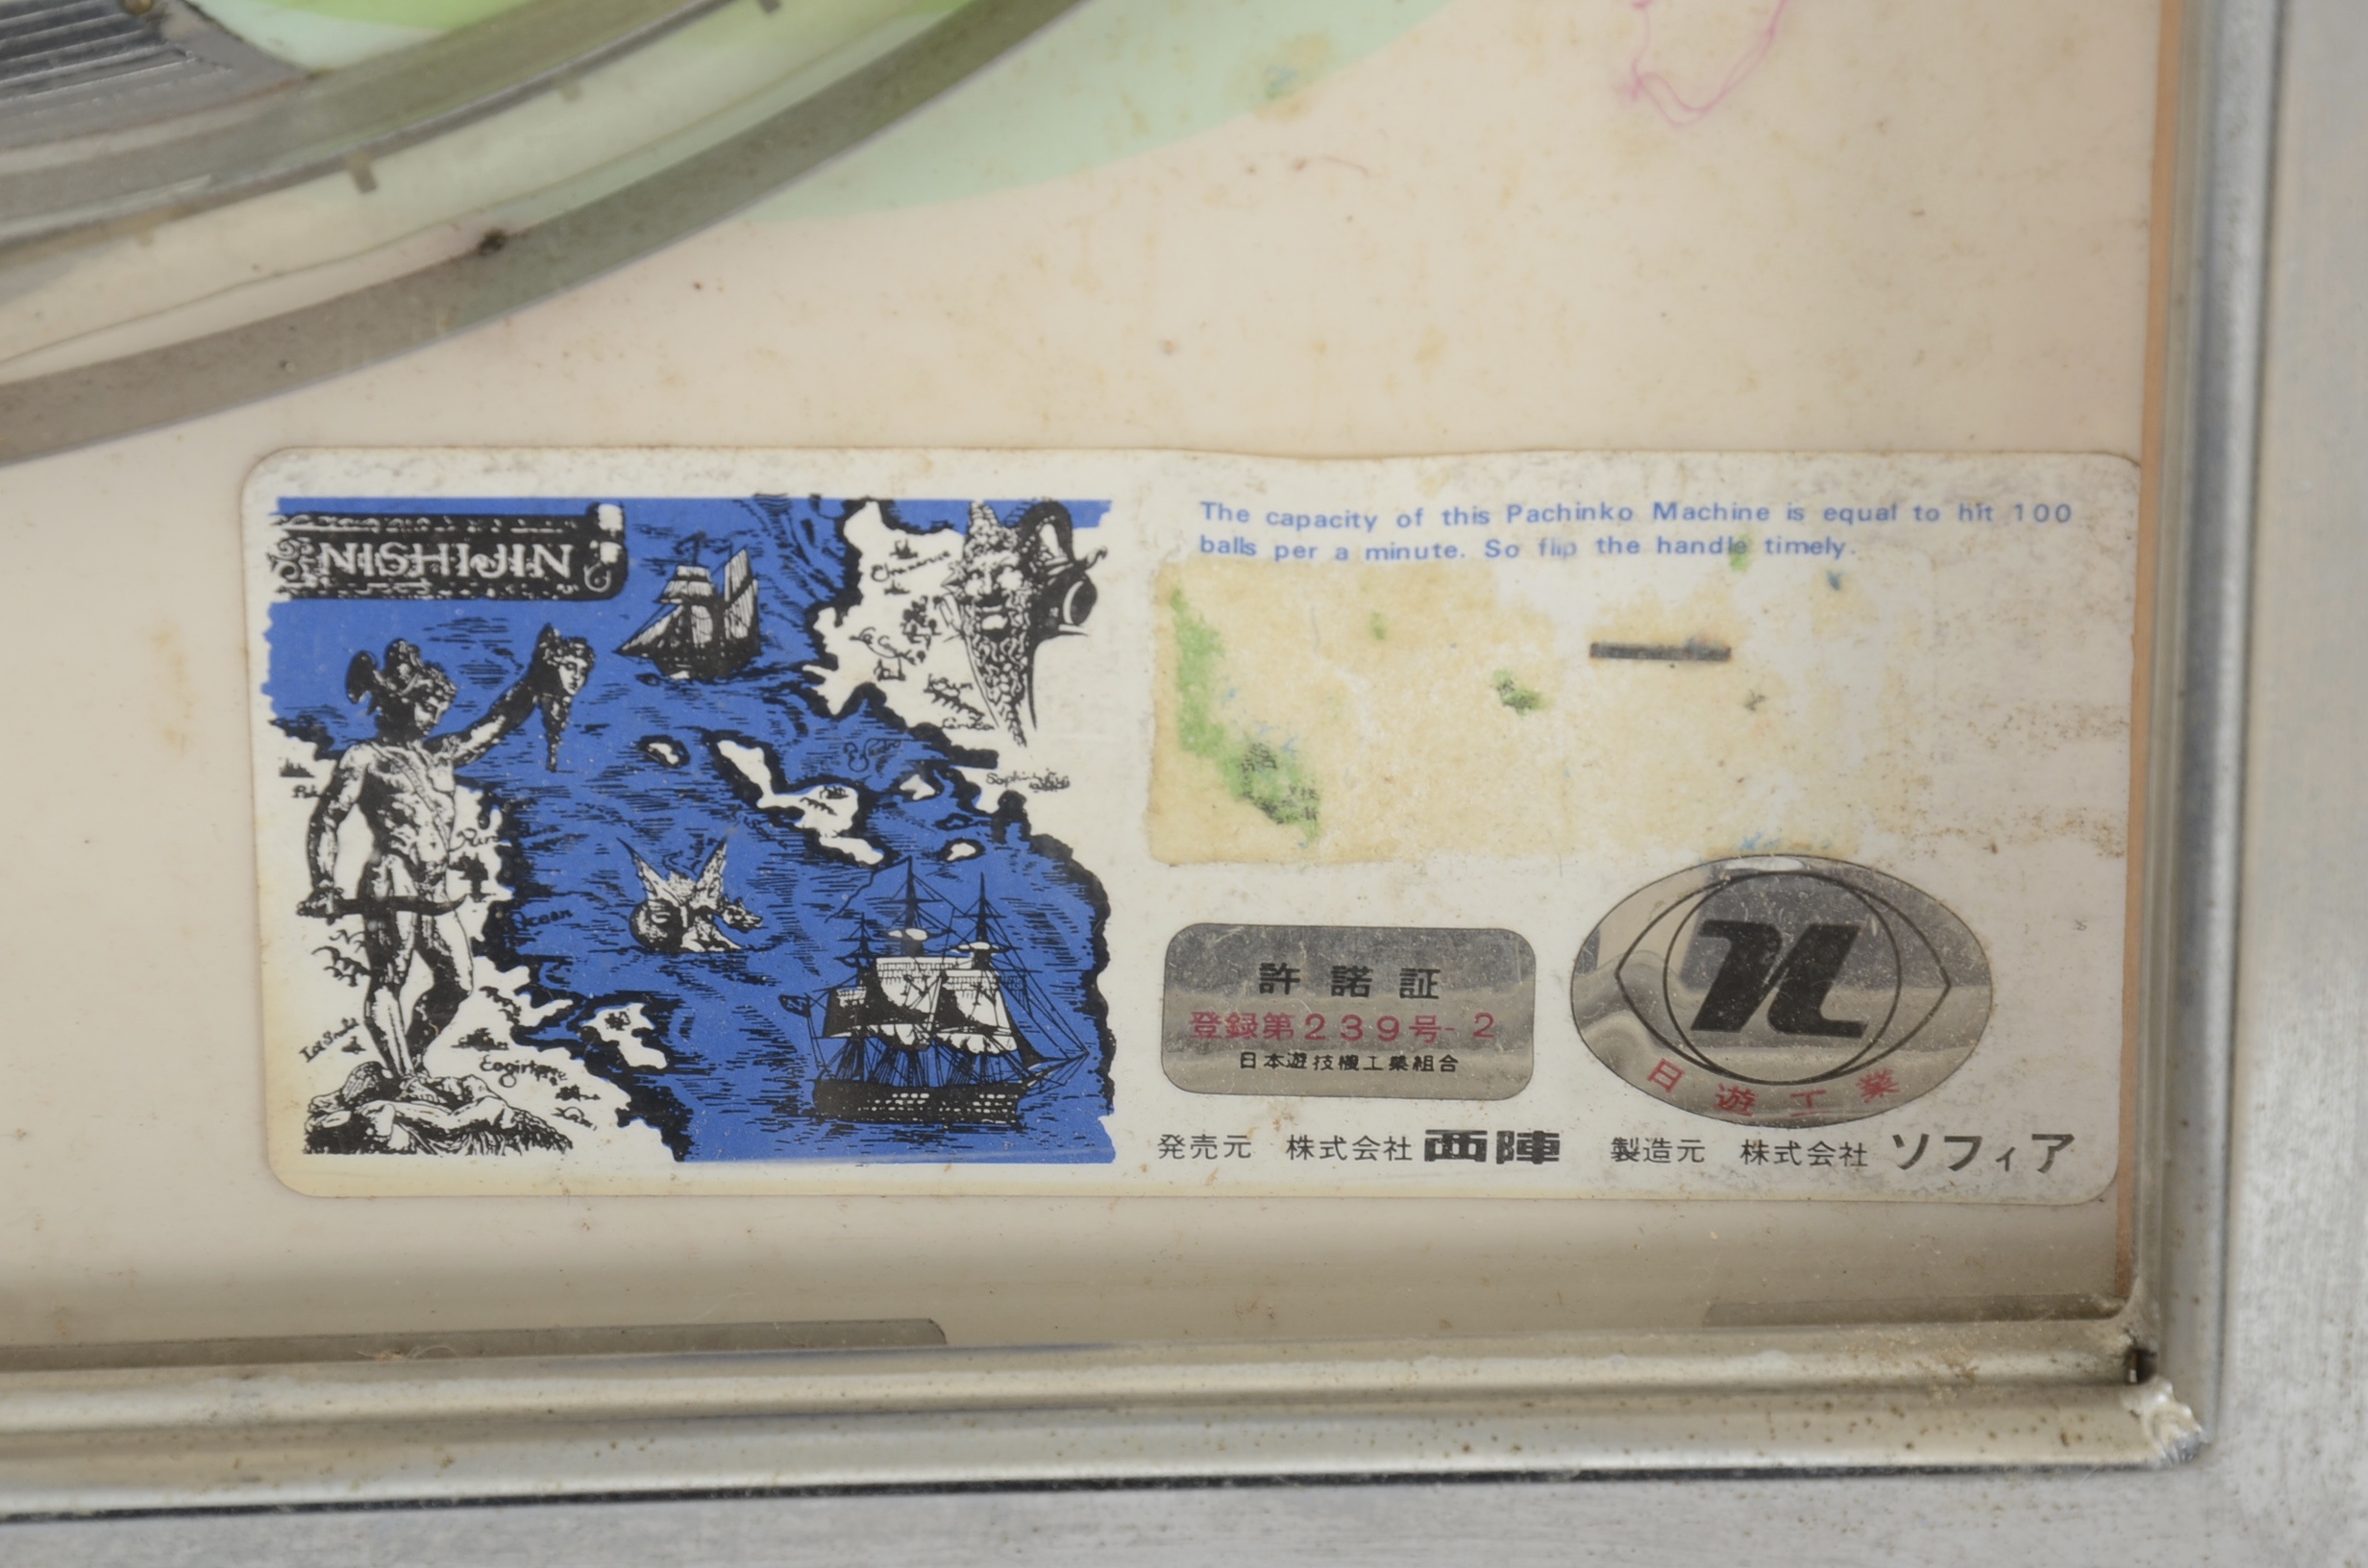 NISHIJIN
The capacity of this Pachinko Machine is equal to hit 100
balls per a minute. So flip the handle timely.
Ocean
許諾証
登録第239号-2
日本遊技機工業組合
n
日遊工業
発売元 株式会社 西陣 製造元 株式会社 ソフィア